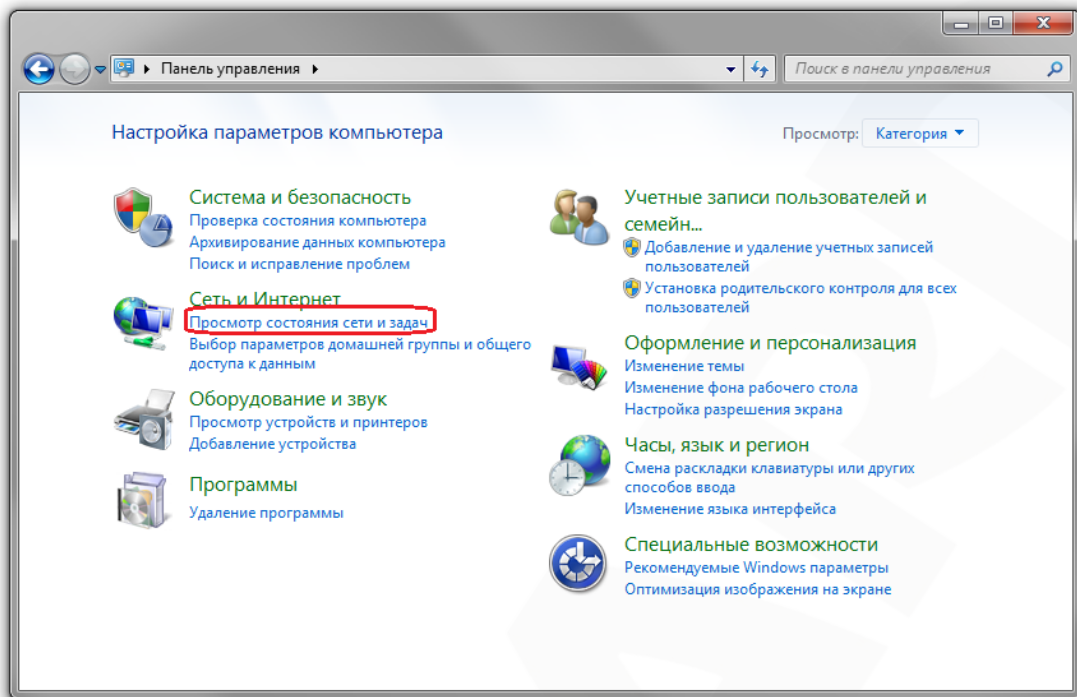 Панель управления
Поиск в панели управления
Настройка параметров компьютера
Просмотр: Категория
Система и безопасность
Проверка состояния компьютера
Архивирование данных компьютера
Поиск и исправление проблем
Сеть и Интернет
Просмотр состояния сети и задач
Выбор параметров домашней группы и общего
доступа к данным
Оборудование и звук
Просмотр устройств и принтеров
Добавление устройства
Программы
Удаление программы
Учетные записи пользователей и
семейн...
Добавление и удаление учетных записей
пользователей
Установка родительского контроля для всех
пользователей
Оформление и персонализация
Изменение темы
Изменение фона рабочего стола
Настройка разрешения экрана
Часы, язык и регион
Смена раскладки клавиатуры или других
способов ввода
Изменение языка интерфейса
Специальные возможности
Рекомендуемые Windows параметры
Оптимизация изображения на экране